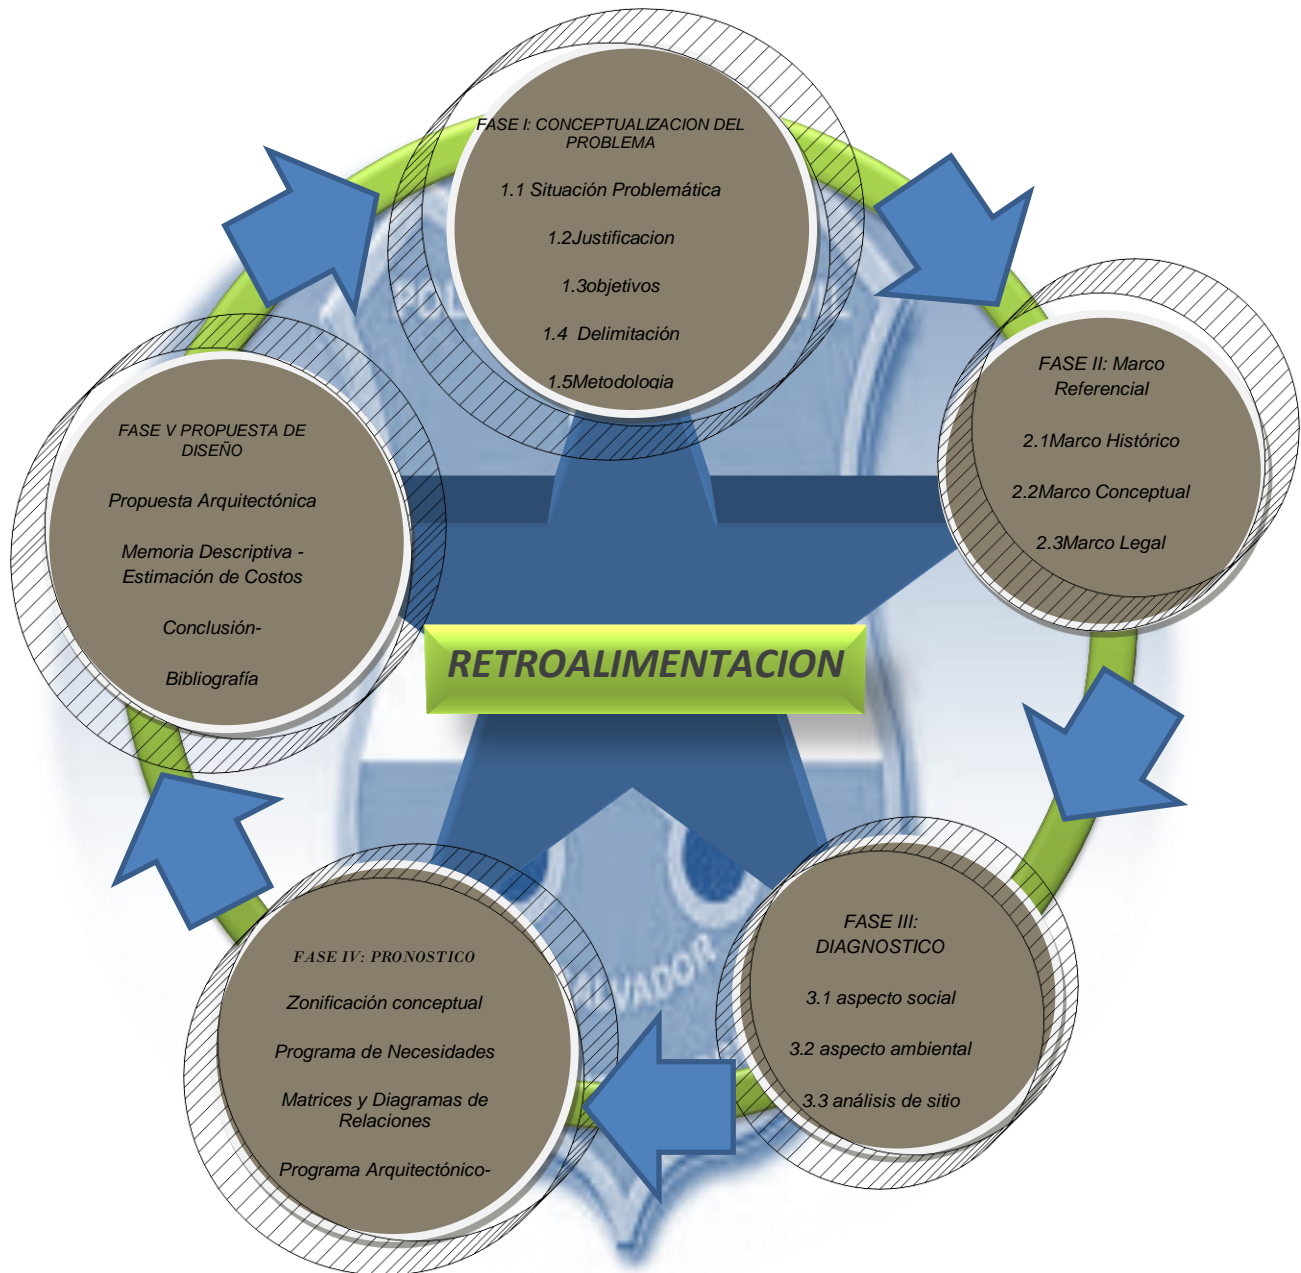 FASE I: CONCEPTUALIZACION DEL
PROBLEMA
1.1 Situación Problemática
1.2Justificacion
1.3objetivos
1.4 Delimitación
1.5Metodologia
FASE II: Marco
Referencial
2.1Marco Histórico
2.2Marco Conceptual
2.3Marco Legal
FASE III:
DIAGNOSTICO
3.1 aspecto social
3.2 aspecto ambiental
3.3 análisis de sitio
FASE IV: PRONOSTICO
Zonificación conceptual
Programa de Necesidades
Matrices y Diagramas de
Relaciones
Programa Arquitectónico-
FASE V PROPUESTA DE
DISEÑO
Propuesta Arquitectónica
Memoria Descriptiva -
Estimación de Costos
Conclusión-
Bibliografía
RETROALIMENTACION
ALVADOR